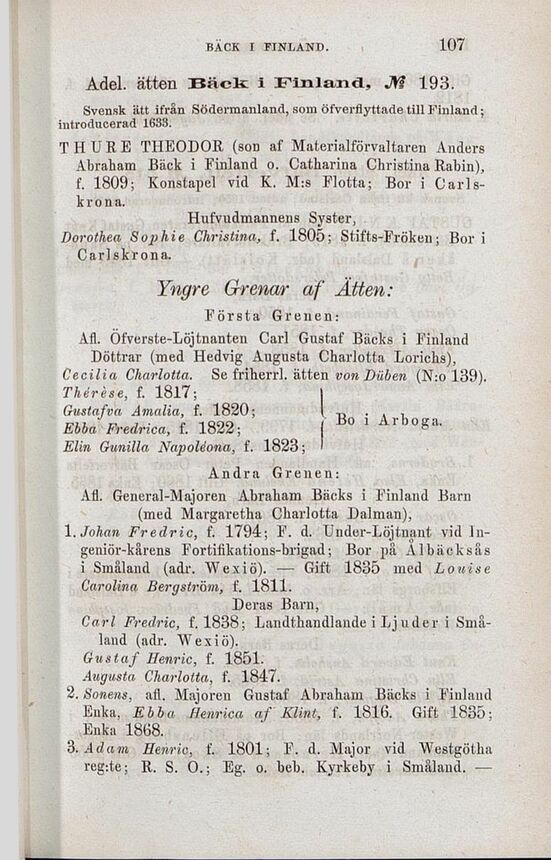 BÄCK I FINLAND. 107
Adel. ätten Bäck i Finland, № 193.
Svensk ätt ifrån Södermanland, som öfverflyttade till Finland;
introducerad 1633.
THURE THEODOR (son af Materialförvaltaren Anders
Abraham Bäck i Finland o. Catharina Christina Rabin),
f. 1809; Konstapel vid K. M:s Flotta; Bor i Carls-
krona.
Hufvudmannens Syster,
Dorothea Sophie Christina, f. 1805; Stifts-Fröken; Bor i
Carlskrona.
Yngre Grenar af Ätten:
Första Grenen:
Afl. Öfverste-Löjtnanten Carl Gustaf Bäcks i Finland
Döttrar (med Hedvig Augusta Charlotta Lorichs),
Cecilia Charlotta. Se friherrl. ätten von Düben (N:o 139).
Thérèse, f. 1817;
Gustafva Amalia, f. 1820;
Ebba Fredrica, f. 1822;
Bo i Arboga.
Elin Gunilla Napoléona, f. 1823;
Andra Grenen:
Afl. General-Majoren Abraham Bäcks i Finland Barn
(med Margaretha Charlotta Dalman),
1. Johan Fredric, f. 1794; F. d. Under-Löjtnant vid In-
geniör-kårens Fortifikations-brigad; Bor på Albäcksås
i Småland (adr. Wexiö). — Gift 1835 med Louise
Carolina Bergström, f. 1811.
Deras Barn,
Carl Fredric, f. 1838; Landthandlande i Ljuder i Små-
land (adr. Wexiö).
Gustaf Henric, f. 1851.
Augusta Charlotta, f. 1847.
2. Sonens, afl. Majoren Gustaf Abraham Bäcks i Finland
Enka, Ebba Henrica af Klint, f. 1816. Gift 1835;
Enka 1868.
3. Adam Henric, f. 1801; F. d. Major vid Westgötha
reg:te; R. S. O.; Eg. o. beb. Kyrkeby i Småland. —